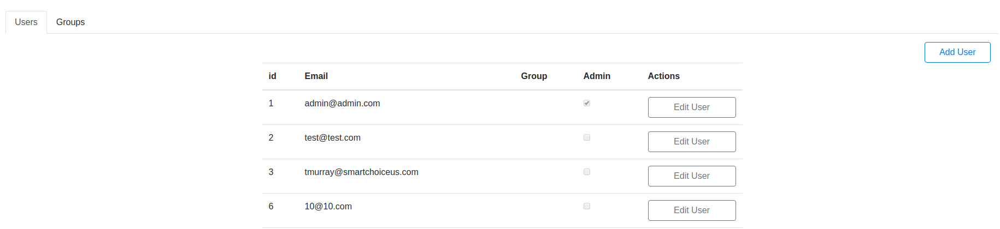 Users Groups
Add User
id Email Group Admin Actions
1 admin@admin.com Edit User
2 test@test.com Edit User
3 tmurray@smartchoiceus.com Edit User
6 10@10.com Edit User